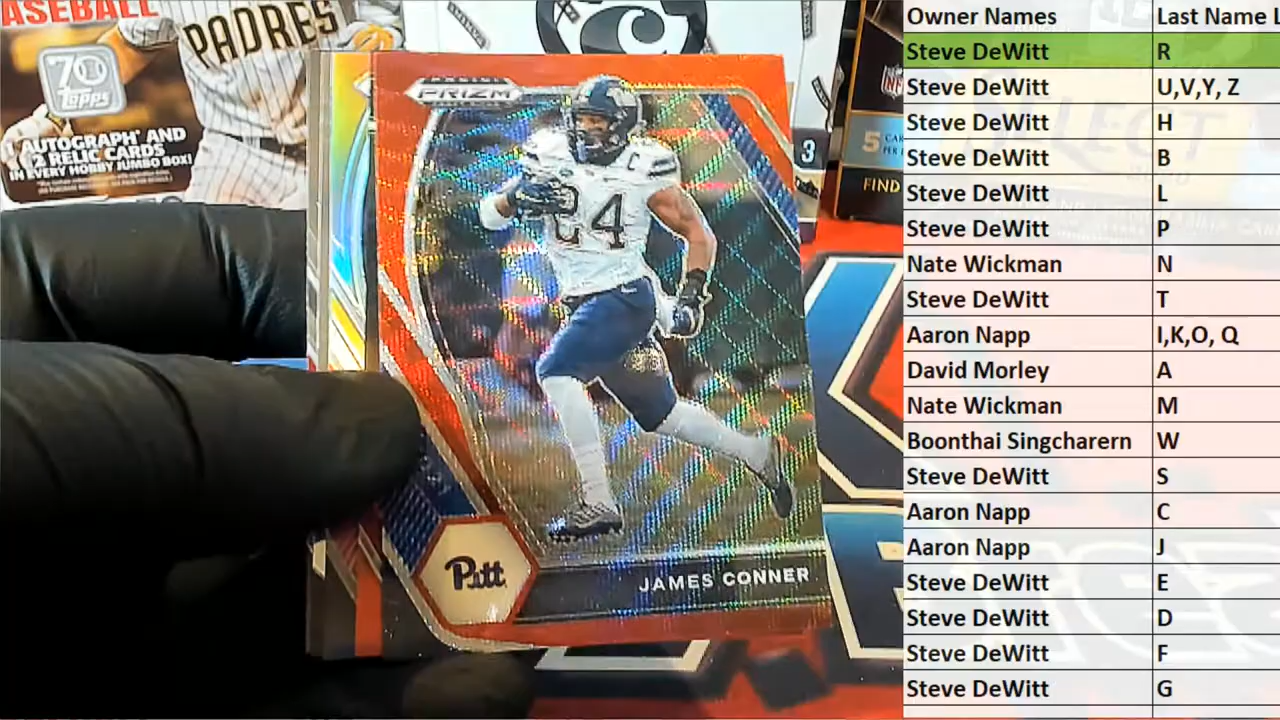 ASEBALL
PADRES
70
Topps
1 AUTOGRAPH* AND
2 RELIC CARDS
IN EVERY HOBBY JUMBO BOX!
PANINI
PRIZM
C
24
Pitt
JAMES CONNER
3
NFL
5
FIND
Owner Names Last Name L
Steve DeWitt R
Steve DeWitt U,V,Y, Z
Steve DeWitt H
Steve DeWitt B
Steve DeWitt L
Steve DeWitt P
Nate Wickman N
Steve DeWitt T
Aaron Napp I,K,O, Q
David Morley A
Nate Wickman M
Boonthai Singcharern W
Steve DeWitt S
Aaron Napp C
Aaron Napp J
Steve DeWitt E
Steve DeWitt D
Steve DeWitt F
Steve DeWitt G